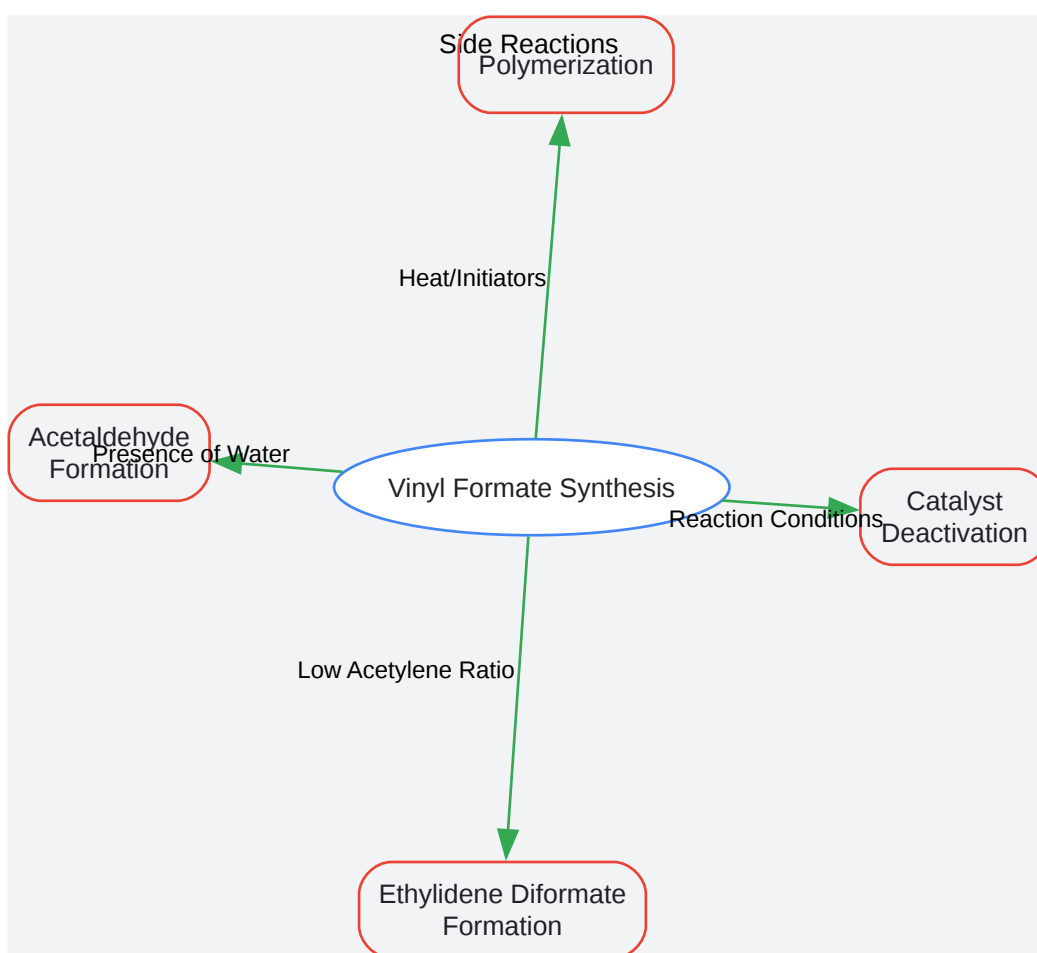 Side Reactions
Polymerization
Heat/Initiators
Acetaldehyde
Formation
Presence of Water
Vinyl Formate Synthesis
Reaction Conditions
Catalyst
Deactivation
Low Acetylene Ratio
Ethylidene Diformate
Formation